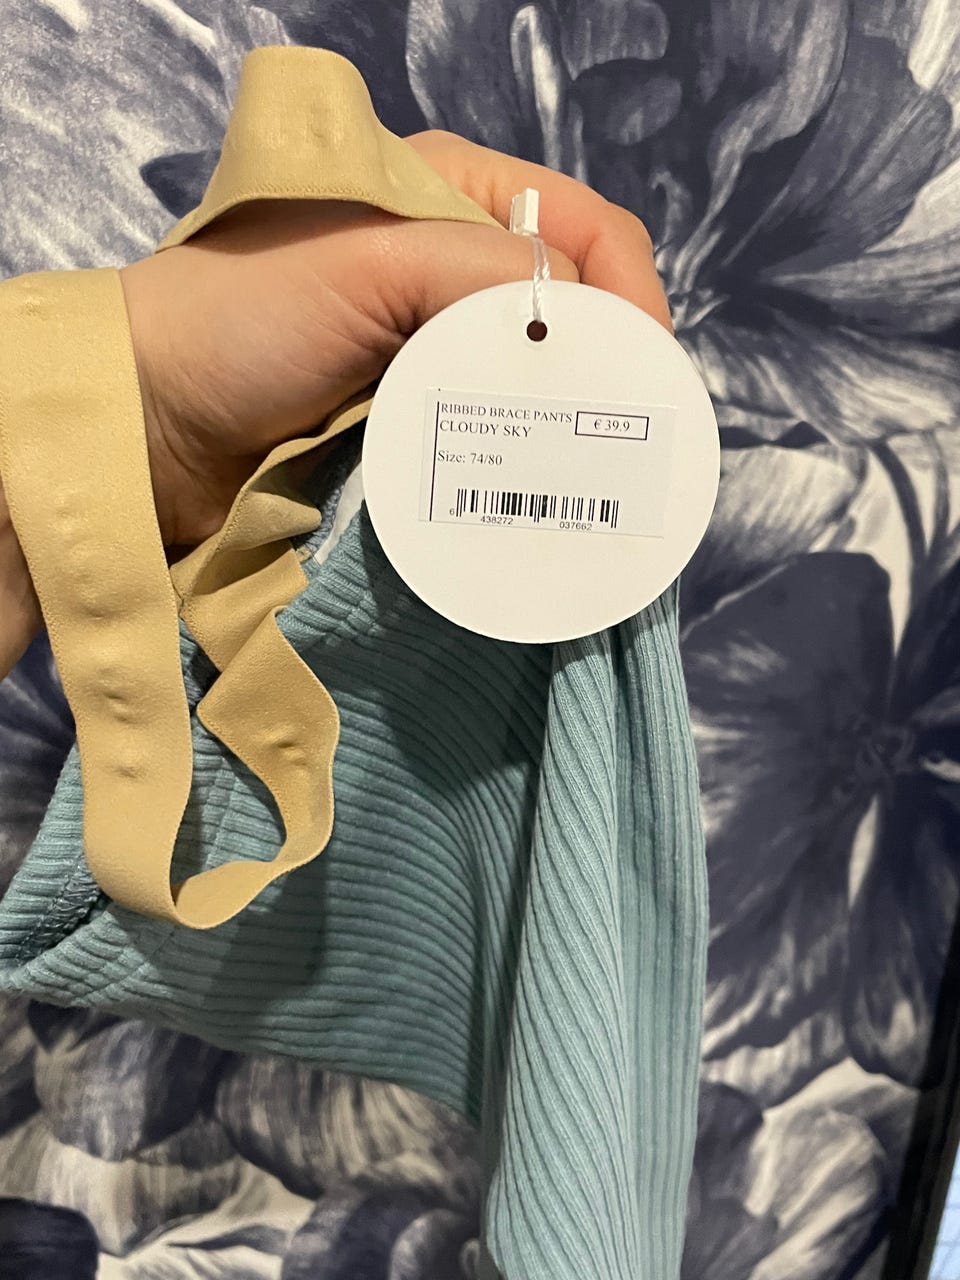 RIBBED BRACE PANTS € 39.9
CLOUDY SKY
Size: 74/80
6 438272 037662